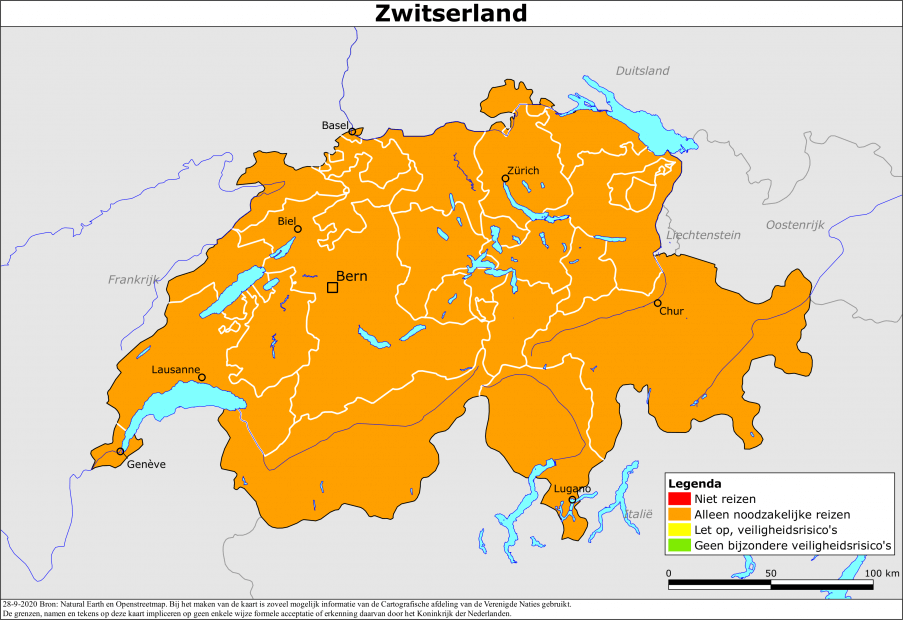 Zwitserland
Duitsland
Basel
Zürich
Biel
Oostenrijk
Liechtenstein
Frankrijk
Bern
Chur
Lausanne
Genève
Lugano
Italië
Legenda
Niet reizen
Alleen noodzakelijke reizen
Let op, veiligheidsrisico's
Geen bijzondere veiligheidsrisico's
0 50 100 km
28-9-2020 Bron: Natural Earth en Openstreetmap. Bij het maken van de kaart is zoveel mogelijk informatie van de Cartografische afdeling van de Verenigde Naties gebruikt.
De grenzen, namen en tekens op deze kaart impliceren op geen enkele wijze formele acceptatie of erkenning daarvan door het Koninkrijk der Nederlanden.